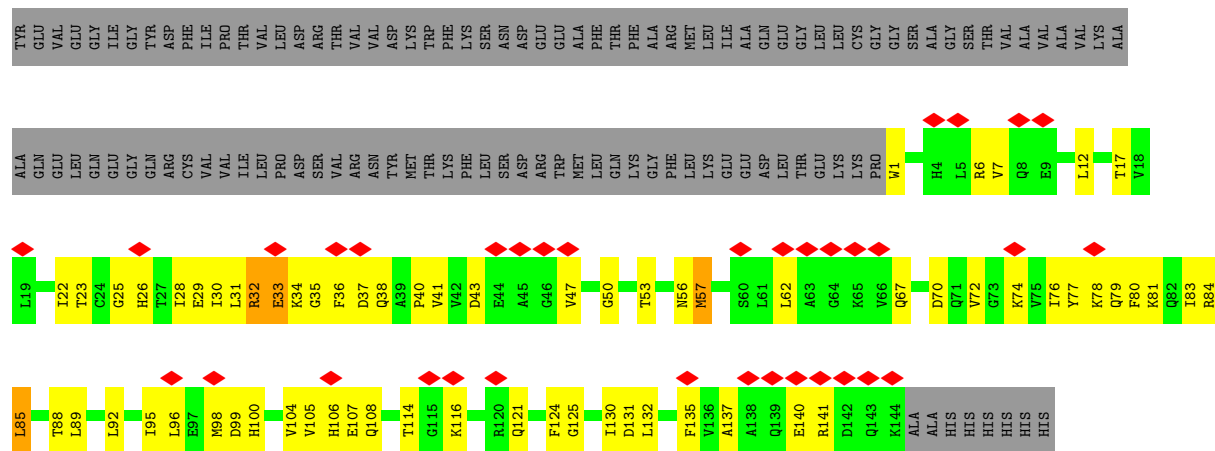 TYR GLU VAL GLU GLY ILE GLY TYR ASP PHE ILE PRO THR VAL LEU ASP ARG THR VAL VAL ASP LYS TRP PHE LYS SER ASN ASP GLU GLU ALA PHE THR PHE ALA ARG MET LEU ILE ALA GLN GLU GLY LEU LEU CYS GLY GLY SER ALA GLY SER THR VAL ALA VAL ALA VAL LYS ALA
ALA GLN GLU LEU GLN GLU GLY GLN ARG CYS VAL VAL ILE LEU PRO ASP SER VAL ARG ASN TYR MET THR LYS PHE LEU SER ASP ARG TRP MET LEU GLN LYS GLY PHE LEU LYS GLU GLU ASP LEU THR GLU LYS LYS PRO W1 H4 L5 R6 V7 Q8 E9 L12 T17 V18
L19 I22 T23 C24 G25 H26 T27 I28 E29 I30 L31 R32 E33 K34 G35 F36 D37 Q38 A39 P40 V41 V42 D43 E44 A45 G46 V47 G50 T53 N56 M57 S60 L61 L62 A63 G64 K65 V66 Q67 D70 Q71 V72 G73 K74 V75 I76 Y77 K78 Q79 F80 K81 Q82 I83 R84
L85 T88 L89 L92 I95 L96 E97 M98 D99 H100 V104 V105 H106 E107 Q108 T114 G115 K116 R120 Q121 F124 G125 I130 D131 L132 F135 V136 A137 A138 Q139 E140 R141 D142 Q143 K144 ALA ALA HIS HIS HIS HIS HIS HIS